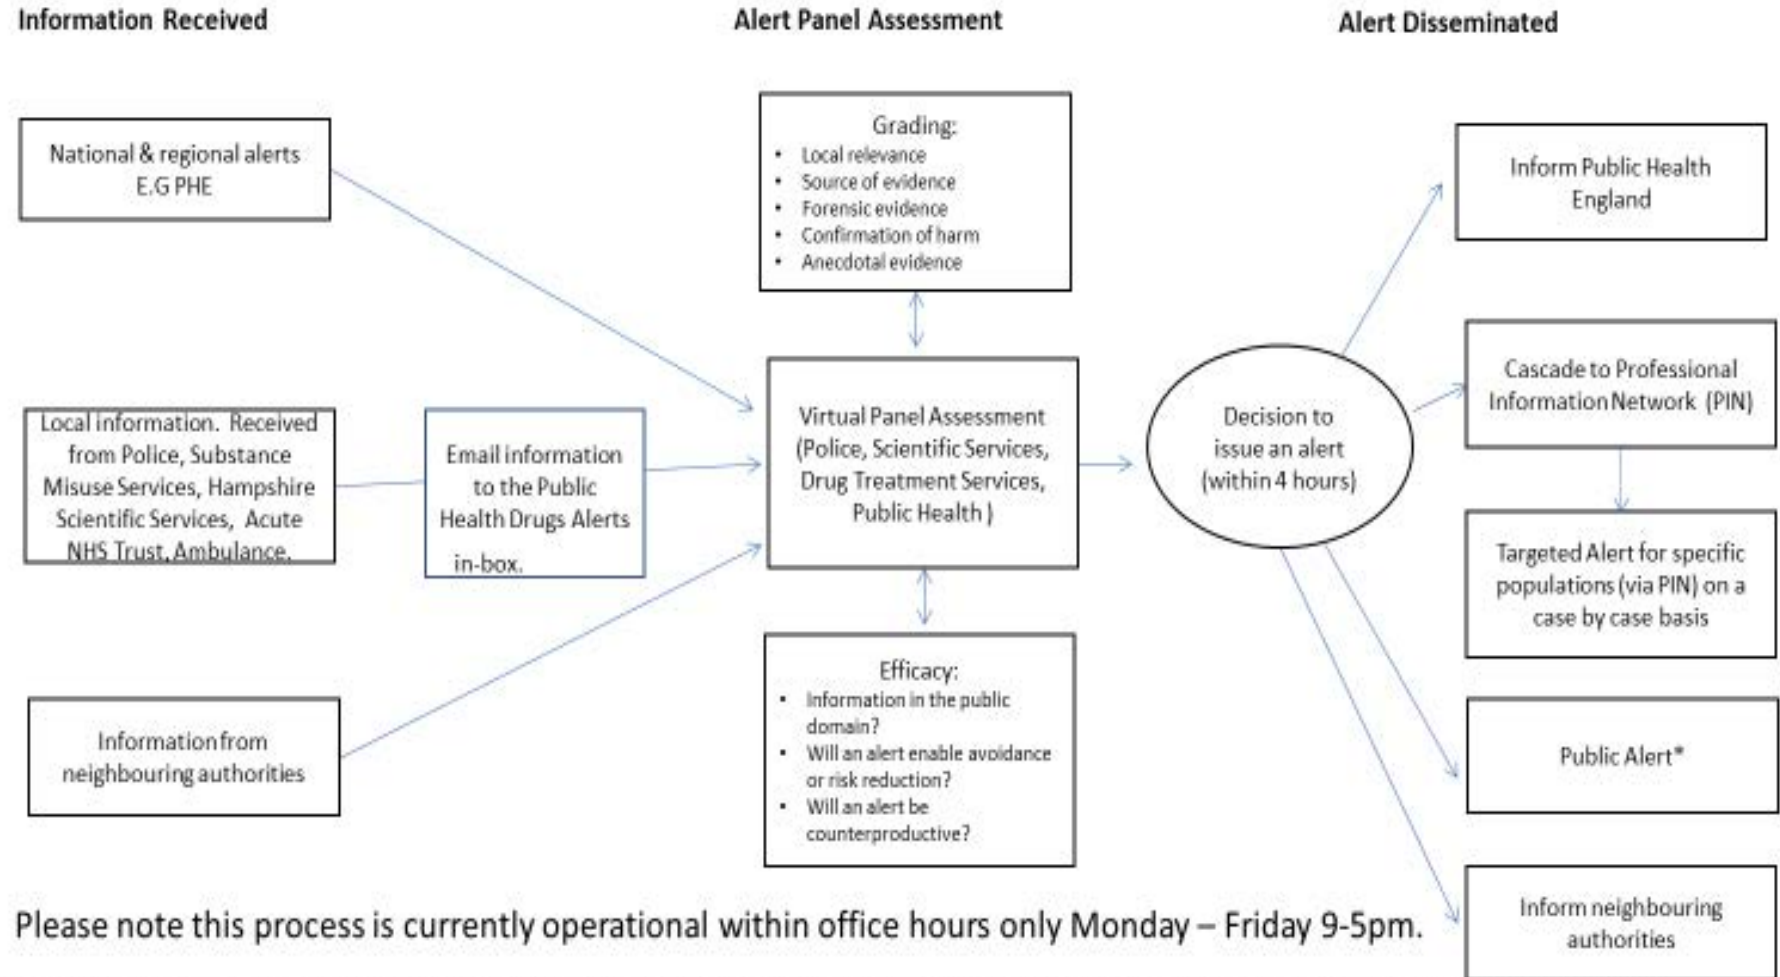 Information Received
Alert Panel Assessment
Alert Disseminated
National & regional alerts
E.G PHE
Local information. Received
from Police, Substance
Misuse Services, Hampshire
Scientific Services, Acute
NHS Trust, Ambulance.
Information from
neighbouring authorities
Email information
to the Public
Health Drugs Alerts
in-box.
Grading:
• Local relevance
• Source of evidence
• Forensic evidence
• Confirmation of harm
• Anecdotal evidence
Virtual Panel Assessment
(Police, Scientific Services,
Drug Treatment Services,
Public Health )
Efficacy:
• Information in the public
domain?
• Will an alert enable avoidance
or risk reduction?
• Will an alert be
counterproductive?
Decision to
issue an alert
(within 4 hours)
Inform Public Health
England
Cascade to Professional
Information Network (PIN)
Targeted Alert for specific
populations (via PIN) on a
case by case basis
Public Alert*
Inform neighbouring
authorities
Please note this process is currently operational within office hours only Monday – Friday 9-5pm.